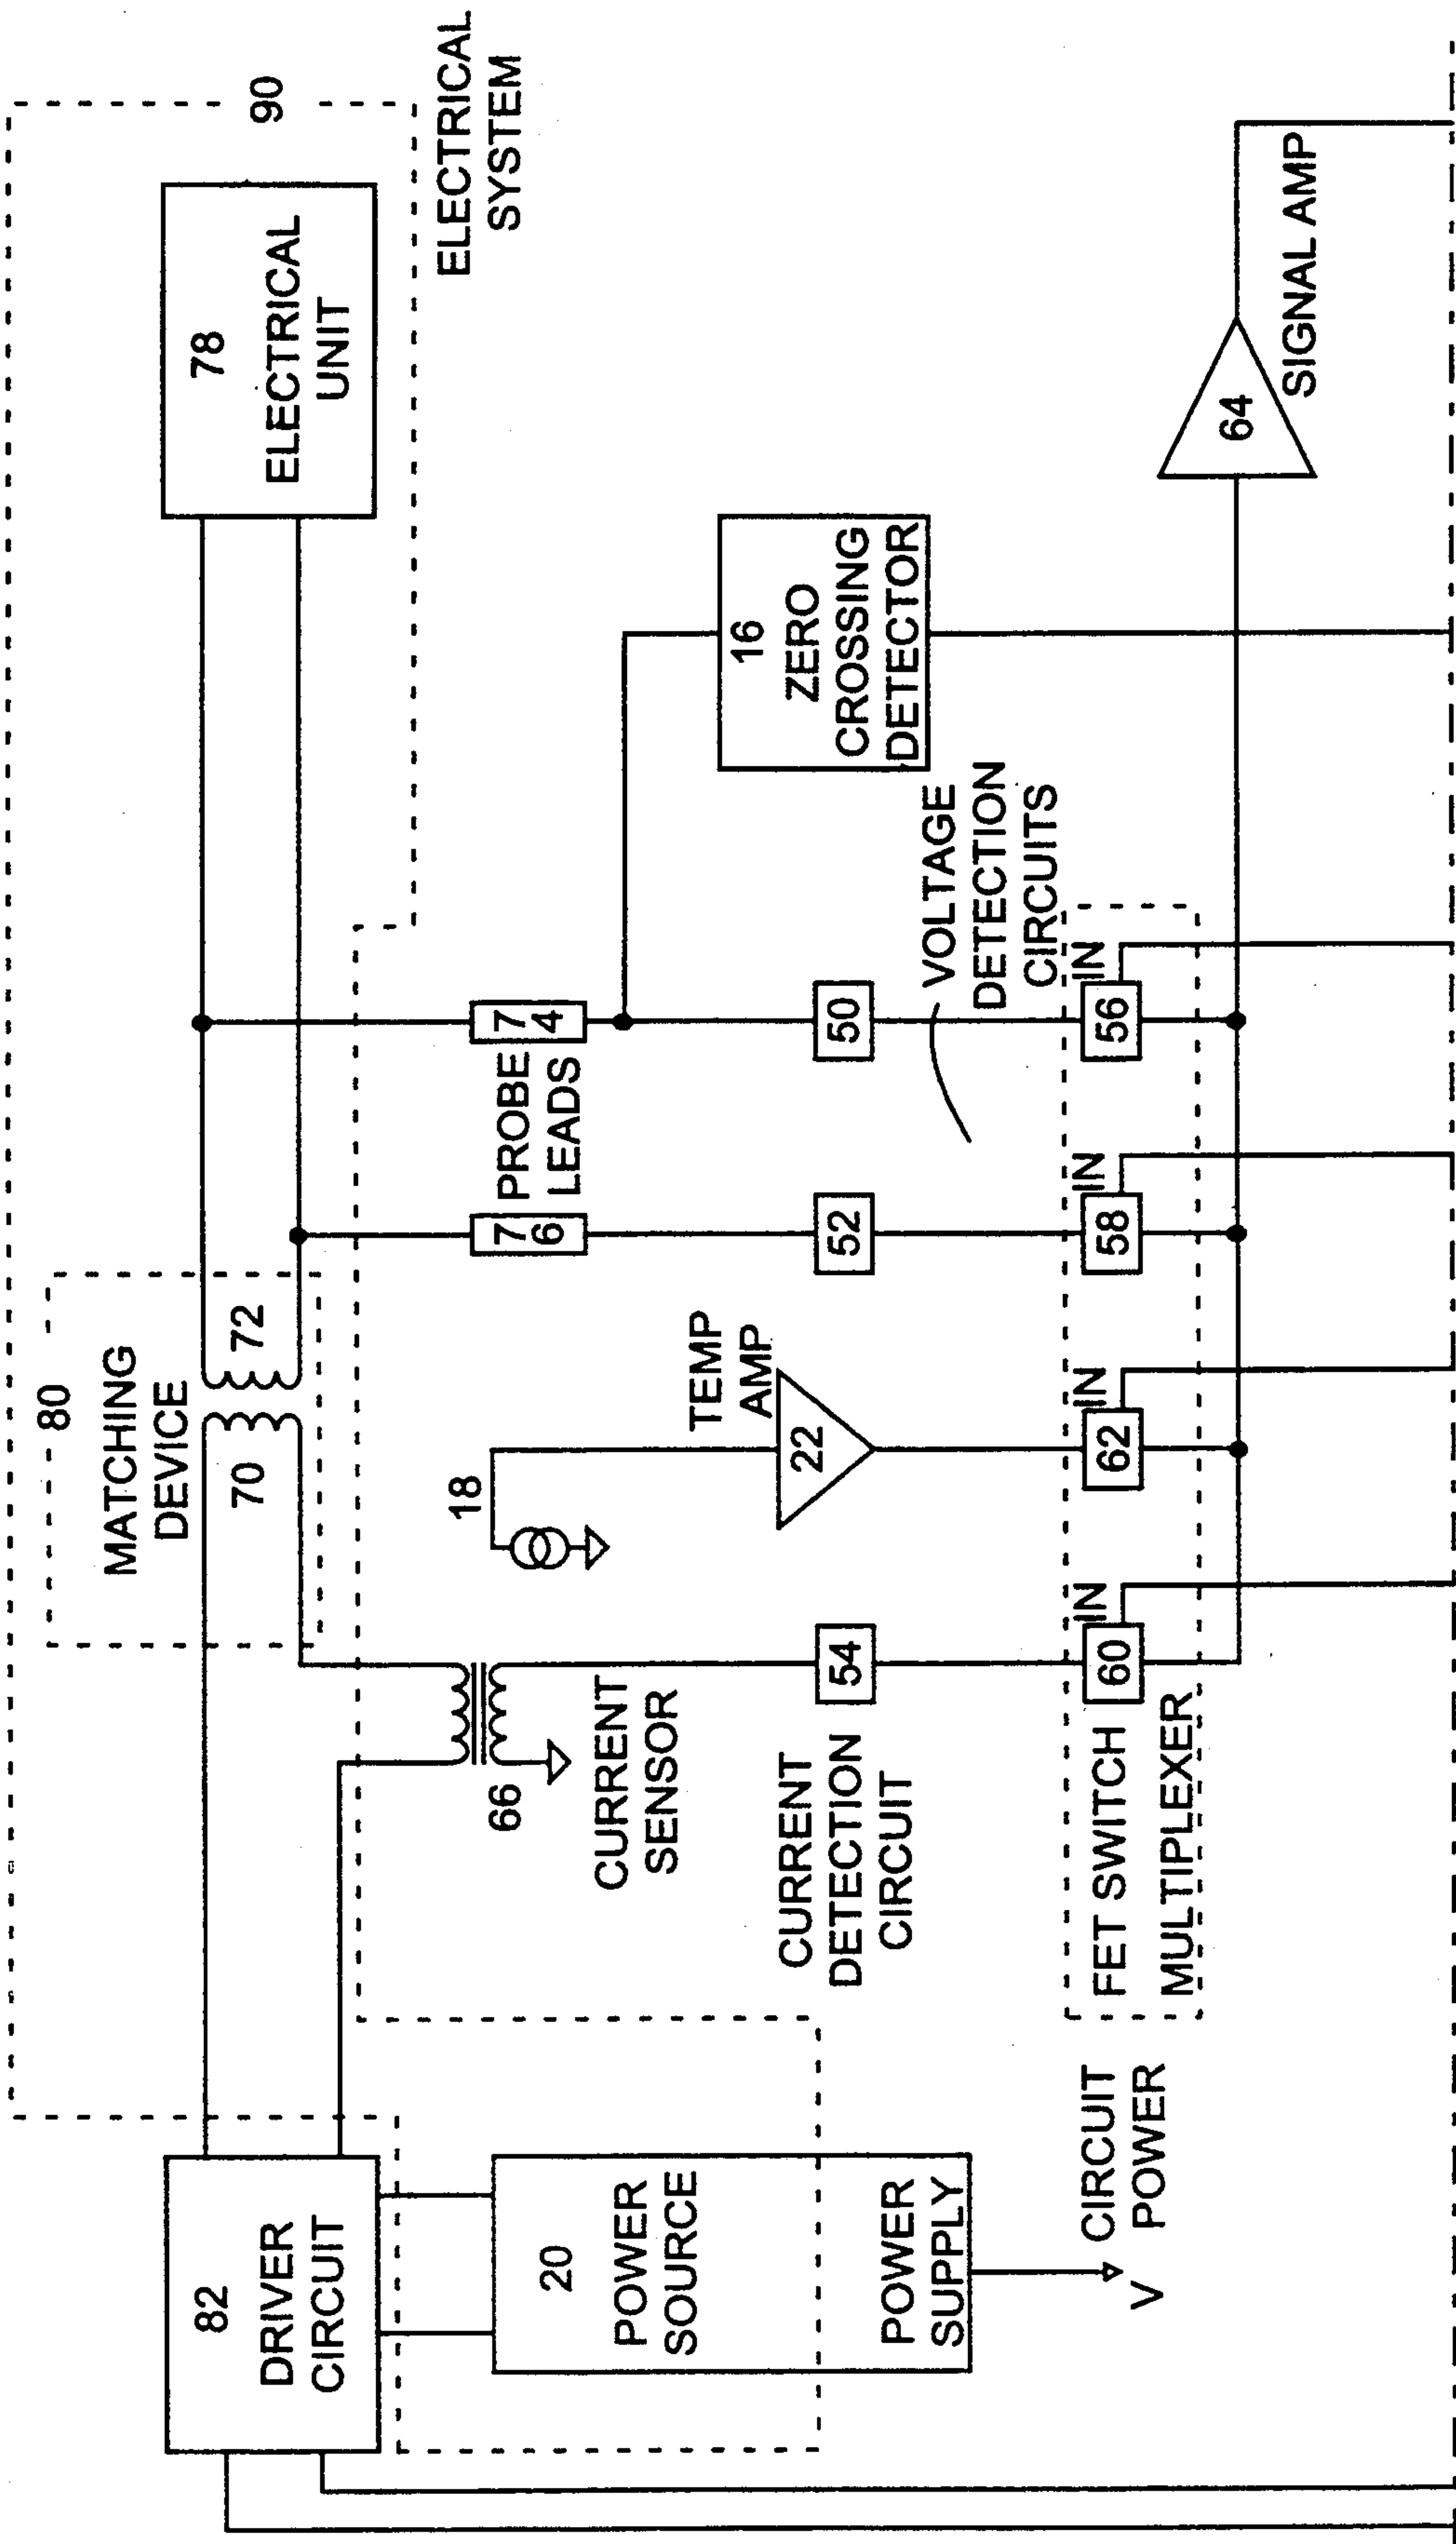 90
ELECTRICAL
SYSTEM
78
ELECTRICAL
UNIT
80
MATCHING
DEVICE
70
72
82
DRIVER
CIRCUIT
20
POWER
SOURCE
POWER
SUPPLY
V
CIRCUIT
POWER
66
CURRENT
SENSOR
18
TEMP
AMP
22
76
PROBE
LEADS
74
16
ZERO
CROSSING
DETECTOR
CURRENT
DETECTION
CIRCUIT
54
52
50
VOLTAGE
DETECTION
CIRCUITS
FET SWITCH
MULTIPLEXER
60
IN
62
IN
58
IN
56
IN
64
SIGNAL AMP